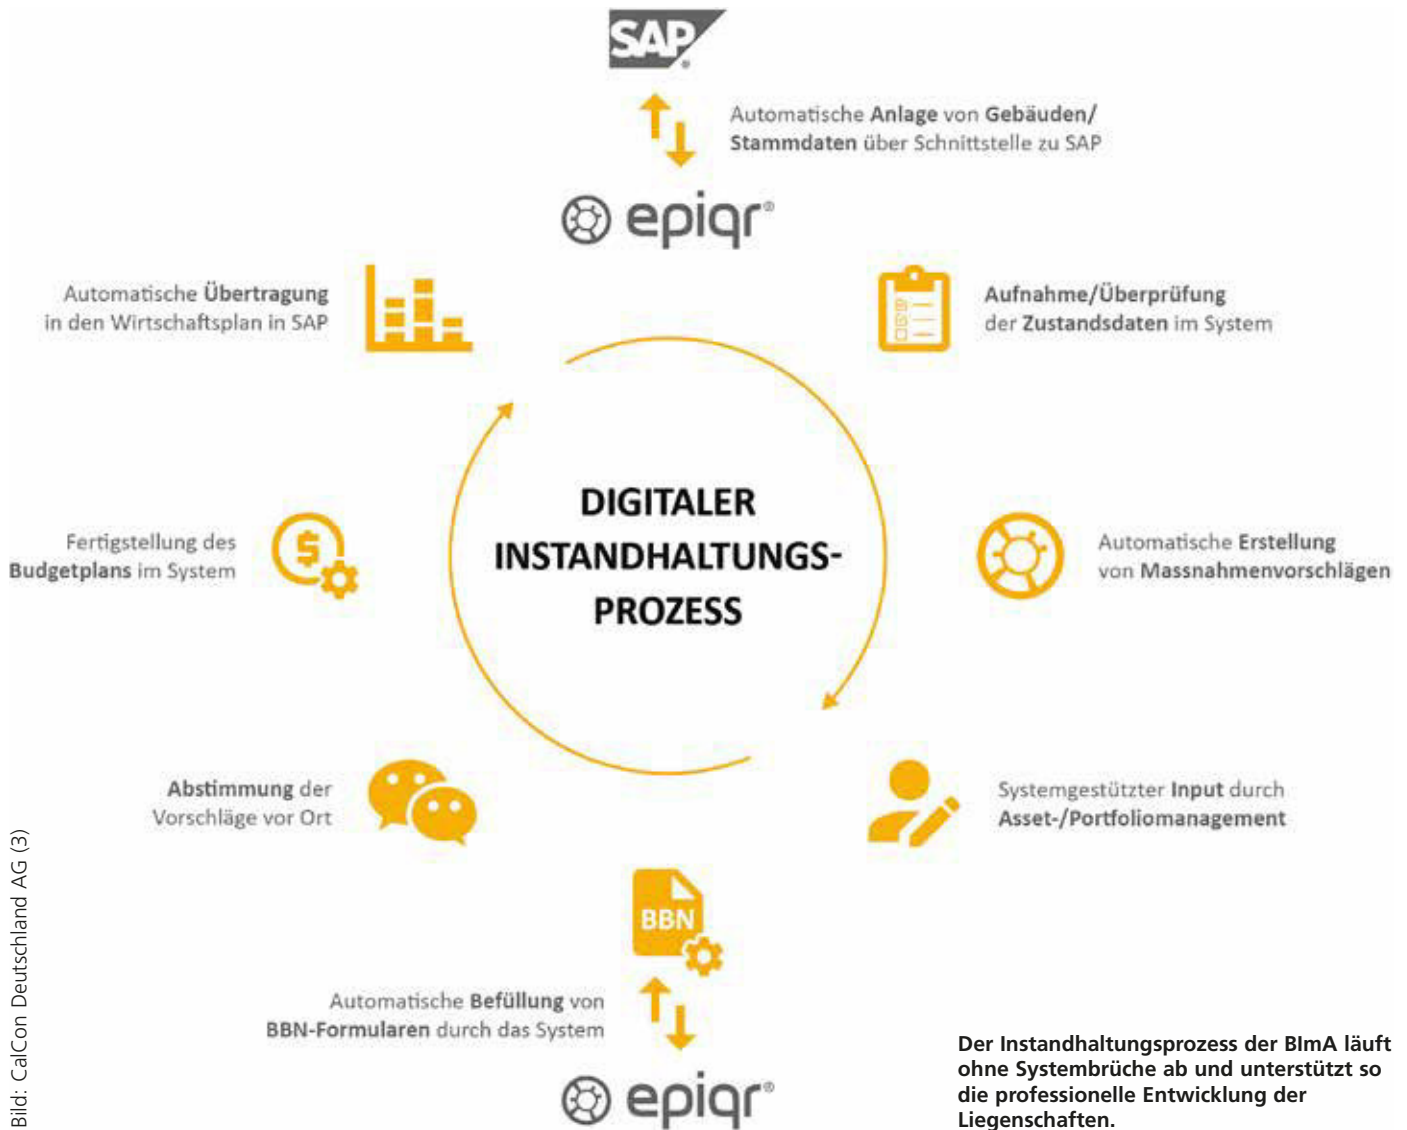 SAP®
Automatische Anlage von Gebäuden/
Stammdaten über Schnittstelle zu SAP
epiqr®
Automatische Übertragung
in den Wirtschaftsplan in SAP
Aufnahme/Überprüfung
der Zustandsdaten im System
DIGITALER
INSTANDHALTUNGS-
PROZESS
Fertigstellung des
Budgetplans im System
$
Automatische Erstellung
von Massnahmenvorschlägen
Abstimmung der
Vorschläge vor Ort
Systemgestützter Input durch
Asset-/Portfoliomanagement
BBN
Automatische Befüllung von
BBN-Formularen durch das System
epiqr®
Der Instandhaltungsprozess der BImA läuft
ohne Systembrüche ab und unterstützt so
die professionelle Entwicklung der
Liegenschaften.
Bild: CalCon Deutschland AG (3)